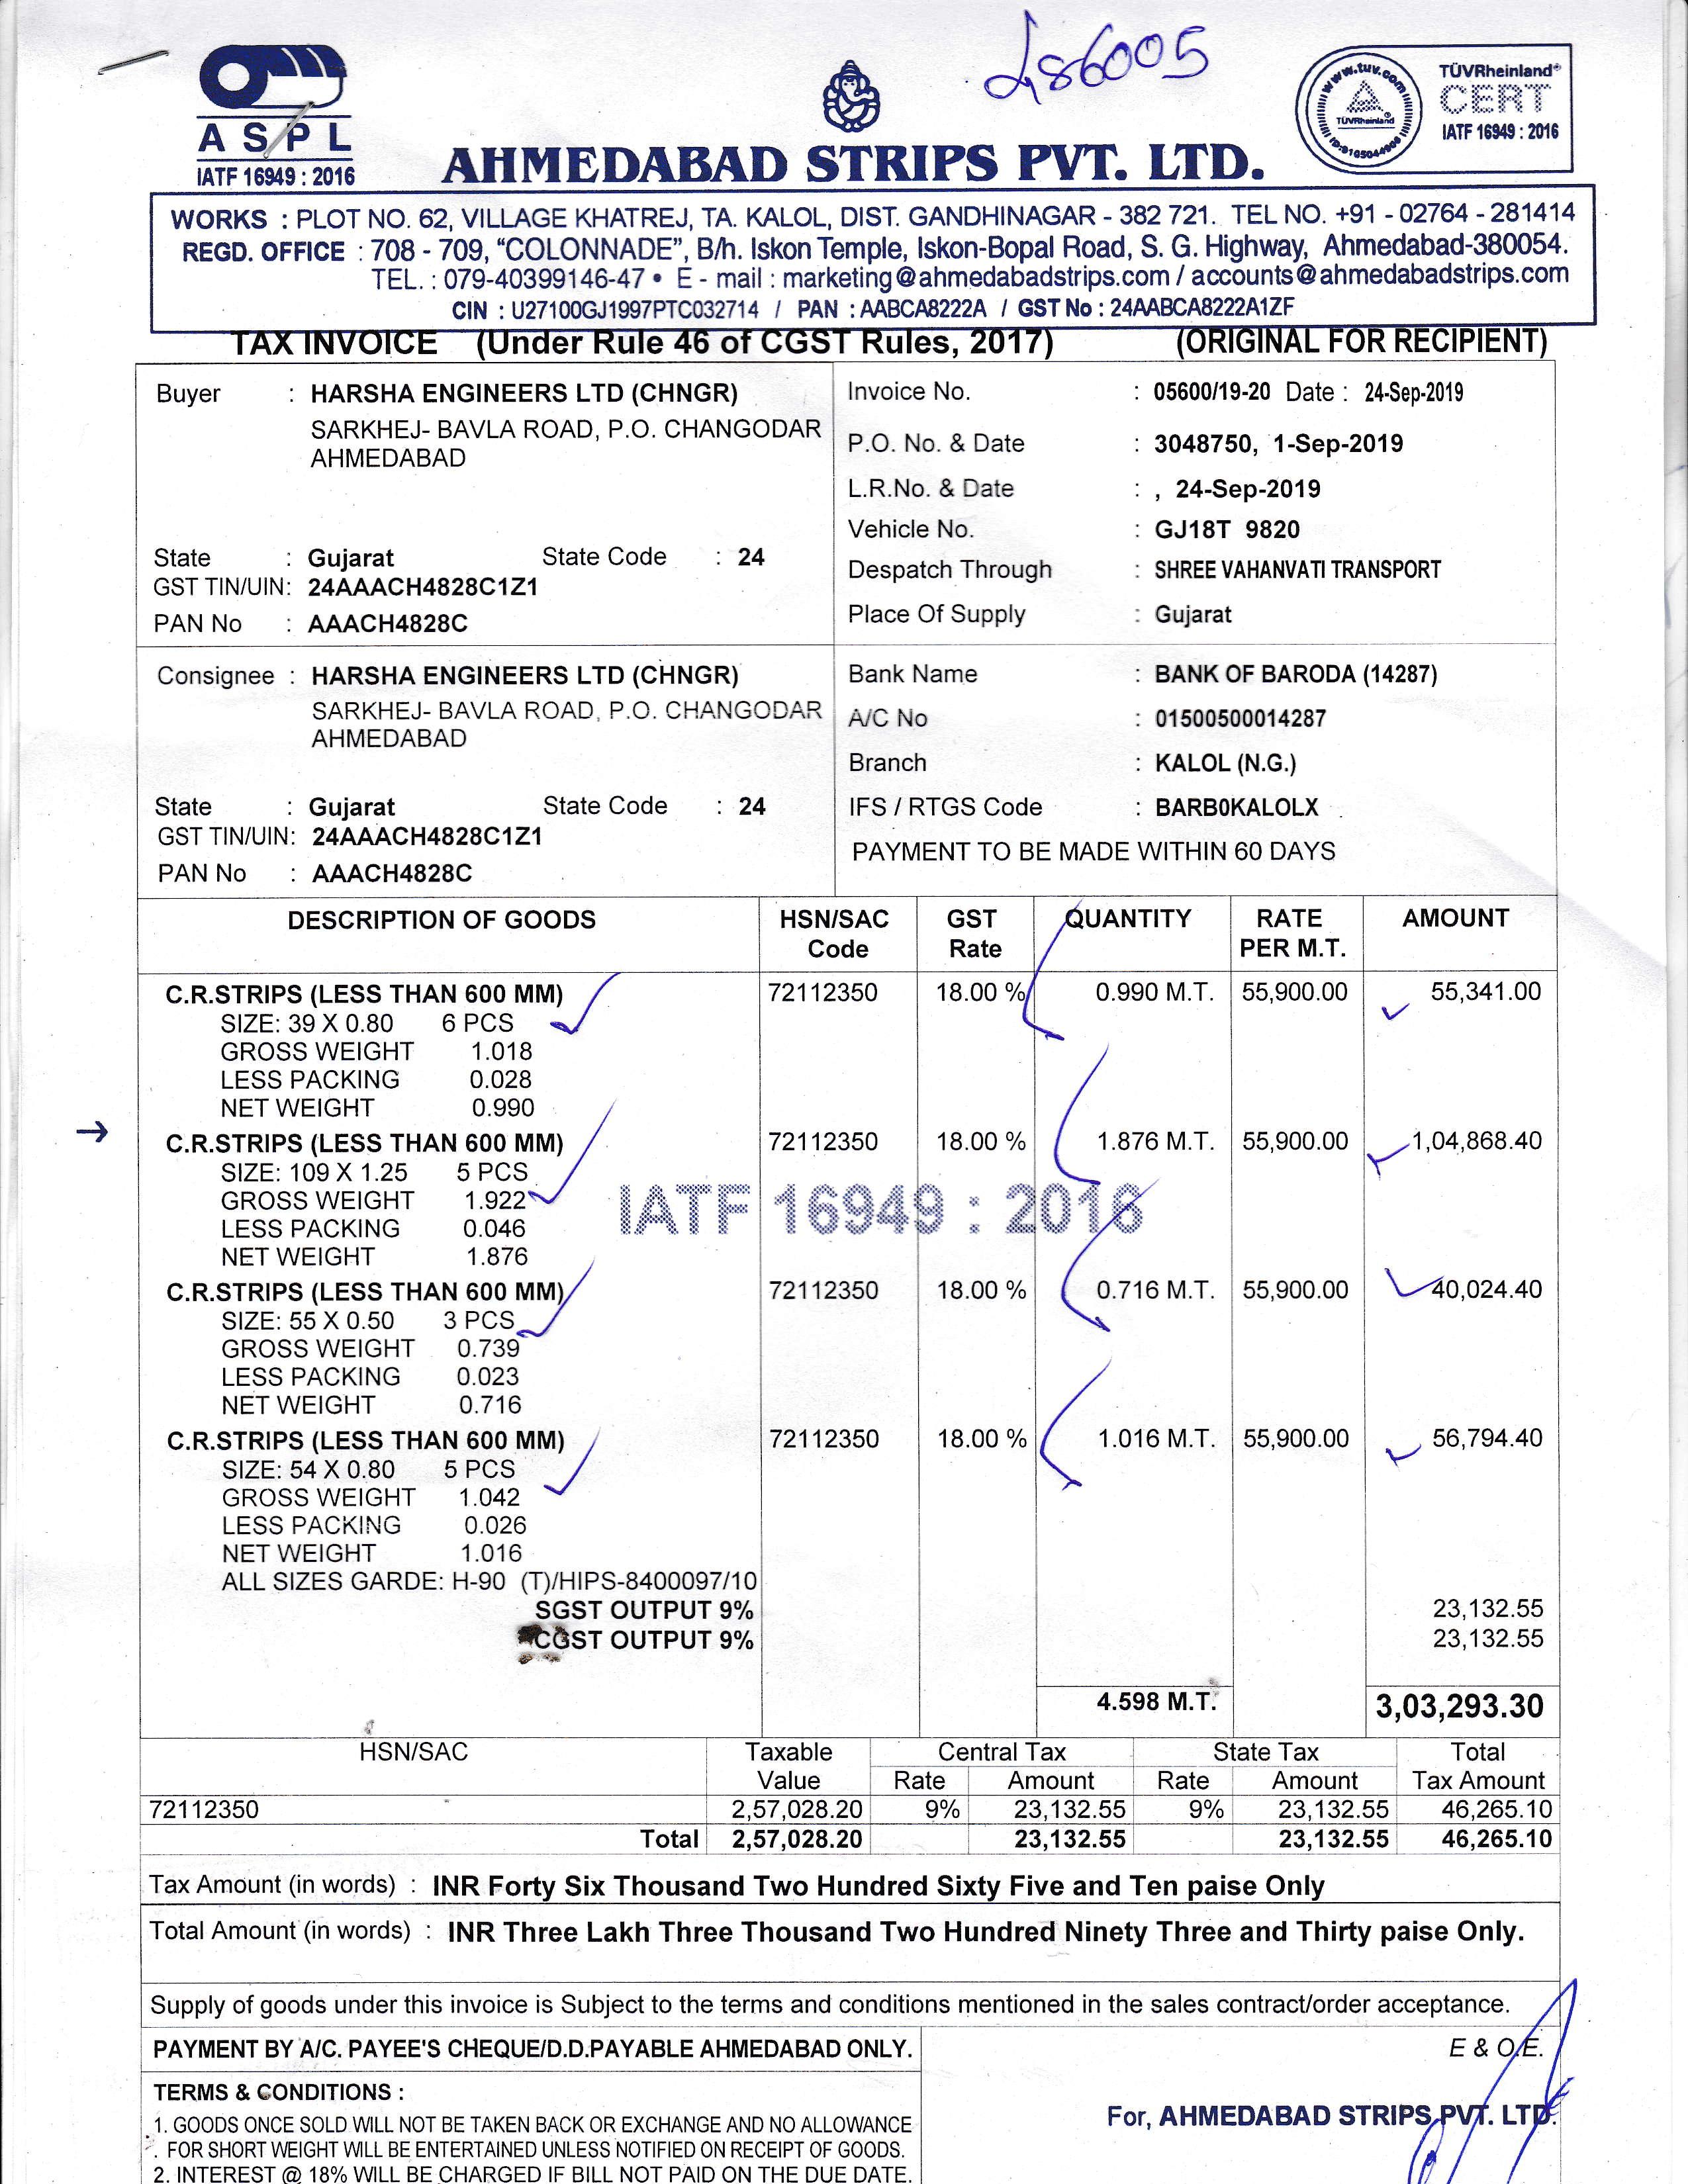 486005
ASPL
IATF 16949 : 2016
www.tuv.com
TÜVRheinland
TÜVRheinland®
CERT
IATF 16949 : 2016
AHMEDABAD STRIPS PVT. LTD.
WORKS : PLOT NO. 62, VILLAGE KHATREJ, TA. KALOL, DIST. GANDHINAGAR - 382 721. TEL NO. +91 - 02764 - 281414
REGD. OFFICE : 708 - 709, “COLONNADE”, B/h. Iskon Temple, Iskon-Bopal Road, S. G. Highway, Ahmedabad-380054.
TEL. : 079-40399146-47 • E - mail : marketing@ahmedabadstrips.com / accounts@ahmedabadstrips.com
CIN : U27100GJ1997PTC032714 / PAN : AABCA8222A / GST No : 24AABCA8222A1ZF
TAX INVOICE (Under Rule 46 of CGST Rules, 2017) (ORIGINAL FOR RECIPIENT)
Buyer : HARSHA ENGINEERS LTD (CHNGR)
SARKHEJ- BAVLA ROAD, P.O. CHANGODAR
AHMEDABAD
State : Gujarat State Code : 24
GST TIN/UIN: 24AAACH4828C1Z1
PAN No : AAACH4828C
Invoice No. : 05600/19-20 Date : 24-Sep-2019
P.O. No. & Date : 3048750, 1-Sep-2019
L.R.No. & Date : , 24-Sep-2019
Vehicle No. : GJ18T 9820
Despatch Through : SHREE VAHANVATI TRANSPORT
Place Of Supply : Gujarat
Consignee : HARSHA ENGINEERS LTD (CHNGR)
SARKHEJ- BAVLA ROAD, P.O. CHANGODAR
AHMEDABAD
State : Gujarat State Code : 24
GST TIN/UIN: 24AAACH4828C1Z1
PAN No : AAACH4828C
Bank Name : BANK OF BARODA (14287)
A/C No : 01500500014287
Branch : KALOL (N.G.)
IFS / RTGS Code : BARB0KALOLX
PAYMENT TO BE MADE WITHIN 60 DAYS
DESCRIPTION OF GOODS HSN/SAC GST QUANTITY RATE AMOUNT
Code Rate PER M.T.
C.R.STRIPS (LESS THAN 600 MM) 72112350 18.00 % 0.990 M.T. 55,900.00 55,341.00
SIZE: 39 X 0.80 6 PCS
GROSS WEIGHT 1.018
LESS PACKING 0.028
NET WEIGHT 0.990
→
C.R.STRIPS (LESS THAN 600 MM) 72112350 18.00 % 1.876 M.T. 55,900.00 1,04,868.40
SIZE: 109 X 1.25 5 PCS
GROSS WEIGHT 1.922
LESS PACKING 0.046
NET WEIGHT 1.876
IATF 16949 : 2016
C.R.STRIPS (LESS THAN 600 MM) 72112350 18.00 % 0.716 M.T. 55,900.00 40,024.40
SIZE: 55 X 0.50 3 PCS
GROSS WEIGHT 0.739
LESS PACKING 0.023
NET WEIGHT 0.716
C.R.STRIPS (LESS THAN 600 MM) 72112350 18.00 % 1.016 M.T. 55,900.00 56,794.40
SIZE: 54 X 0.80 5 PCS
GROSS WEIGHT 1.042
LESS PACKING 0.026
NET WEIGHT 1.016
ALL SIZES GARDE: H-90 (T)/HIPS-8400097/10
SGST OUTPUT 9% 23,132.55
CGST OUTPUT 9% 23,132.55
4.598 M.T. 3,03,293.30
HSN/SAC Taxable Central Tax State Tax Total
Value Rate Amount Rate Amount Tax Amount
72112350 2,57,028.20 9% 23,132.55 9% 23,132.55 46,265.10
Total 2,57,028.20 23,132.55 23,132.55 46,265.10
Tax Amount (in words) : INR Forty Six Thousand Two Hundred Sixty Five and Ten paise Only
Total Amount (in words) : INR Three Lakh Three Thousand Two Hundred Ninety Three and Thirty paise Only.
Supply of goods under this invoice is Subject to the terms and conditions mentioned in the sales contract/order acceptance.
PAYMENT BY A/C. PAYEE'S CHEQUE/D.D.PAYABLE AHMEDABAD ONLY.
E & O.E.
TERMS & CONDITIONS :
1. GOODS ONCE SOLD WILL NOT BE TAKEN BACK OR EXCHANGE AND NO ALLOWANCE
FOR SHORT WEIGHT WILL BE ENTERTAINED UNLESS NOTIFIED ON RECEIPT OF GOODS.
2. INTEREST @ 18% WILL BE CHARGED IF BILL NOT PAID ON THE DUE DATE.
For, AHMEDABAD STRIPS PVT. LTD.